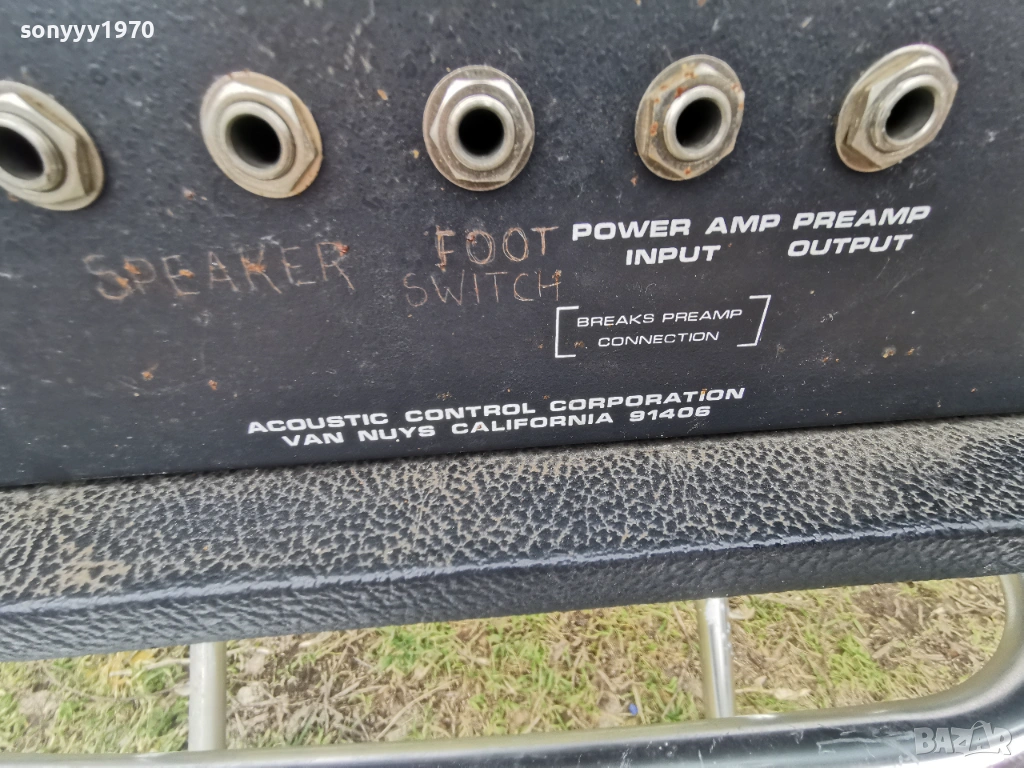 sonyyy1970
SPEAKER
FOOT
SWITCH
POWER AMP
INPUT
PREAMP
OUTPUT
BREAKS PREAMP
CONNECTION
ACOUSTIC CONTROL CORPORATION
VAN NUYS CALIFORNIA 91406
BAZAR